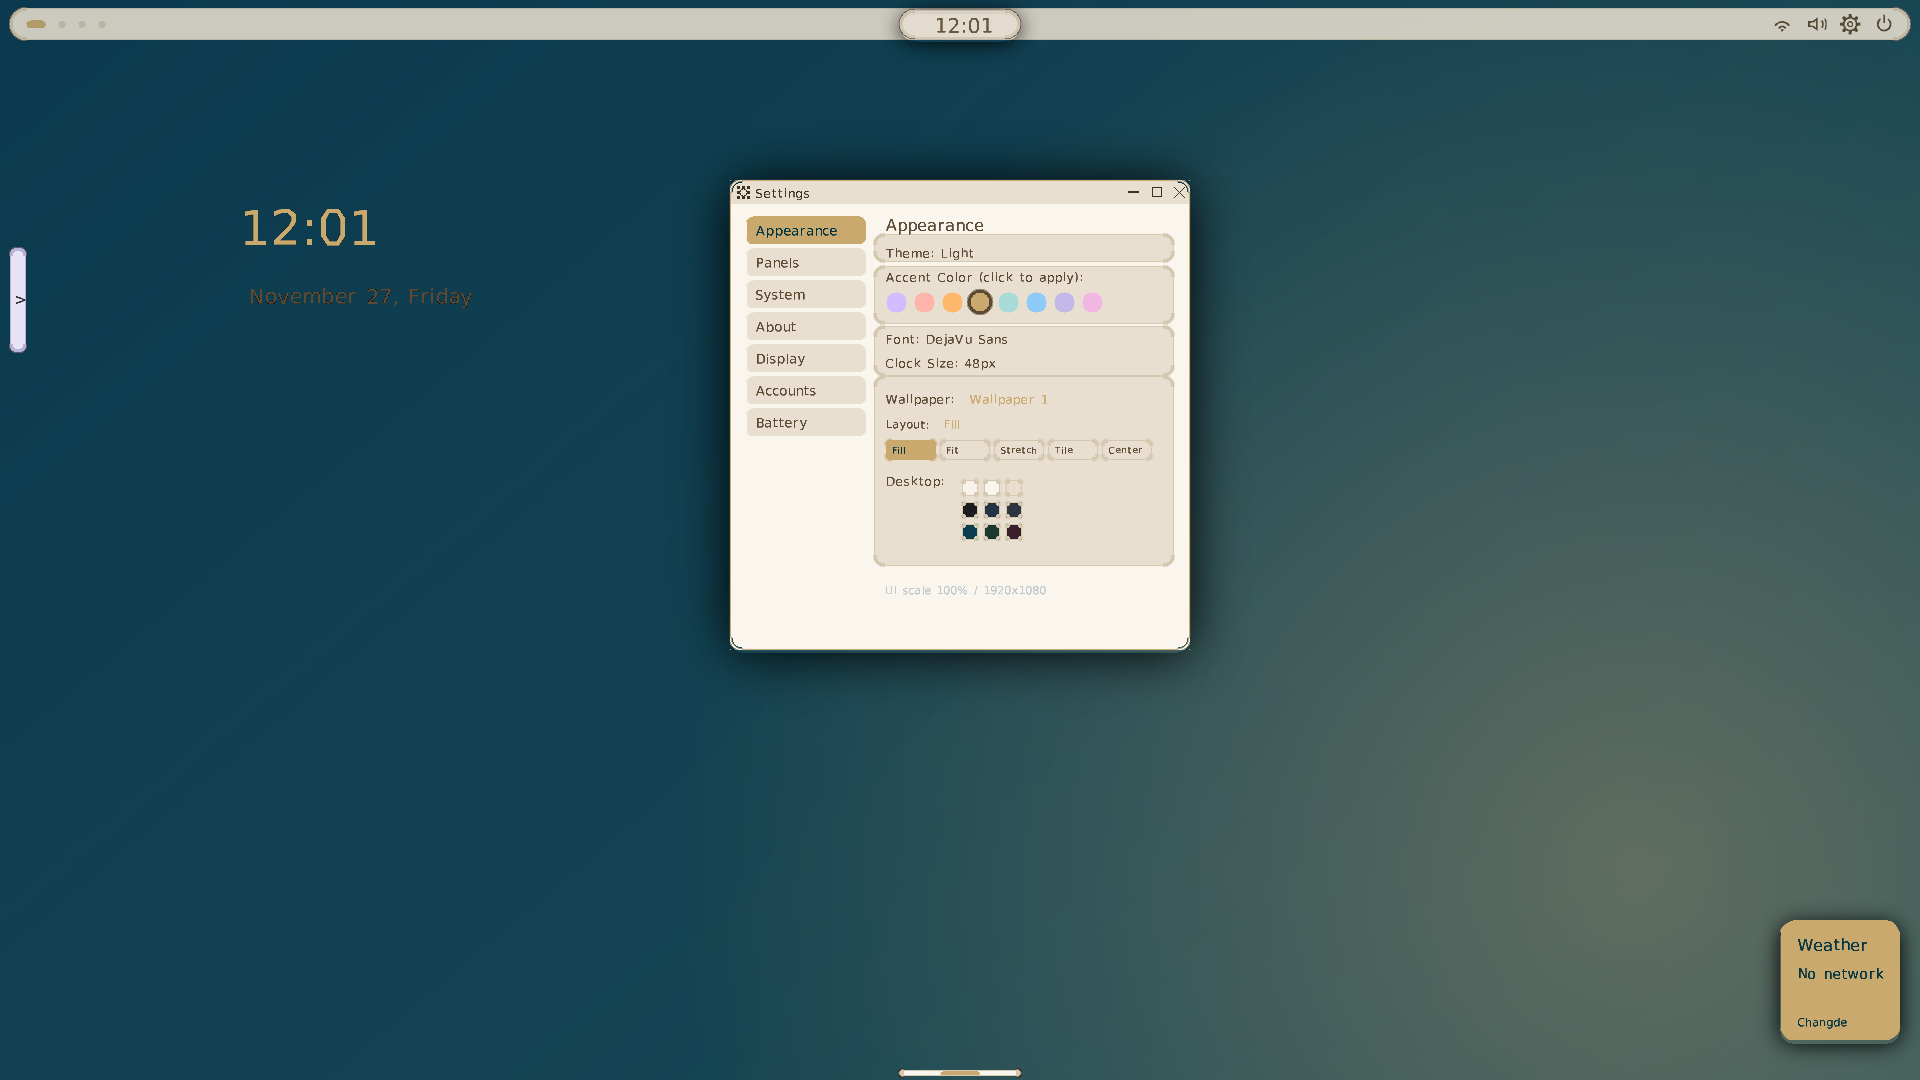 12:01
12:01
November 27, Friday
>
Settings
Appearance
Panels
System
About
Display
Accounts
Battery
Appearance
Theme: Light
Accent Color (click to apply):
Font: DejaVu Sans
Clock Size: 48px
Wallpaper: Wallpaper 1
Layout: Fill
Fill Fit Stretch Tile Center
Desktop:
UI scale 100% / 1920x1080
Weather
No network
Changde